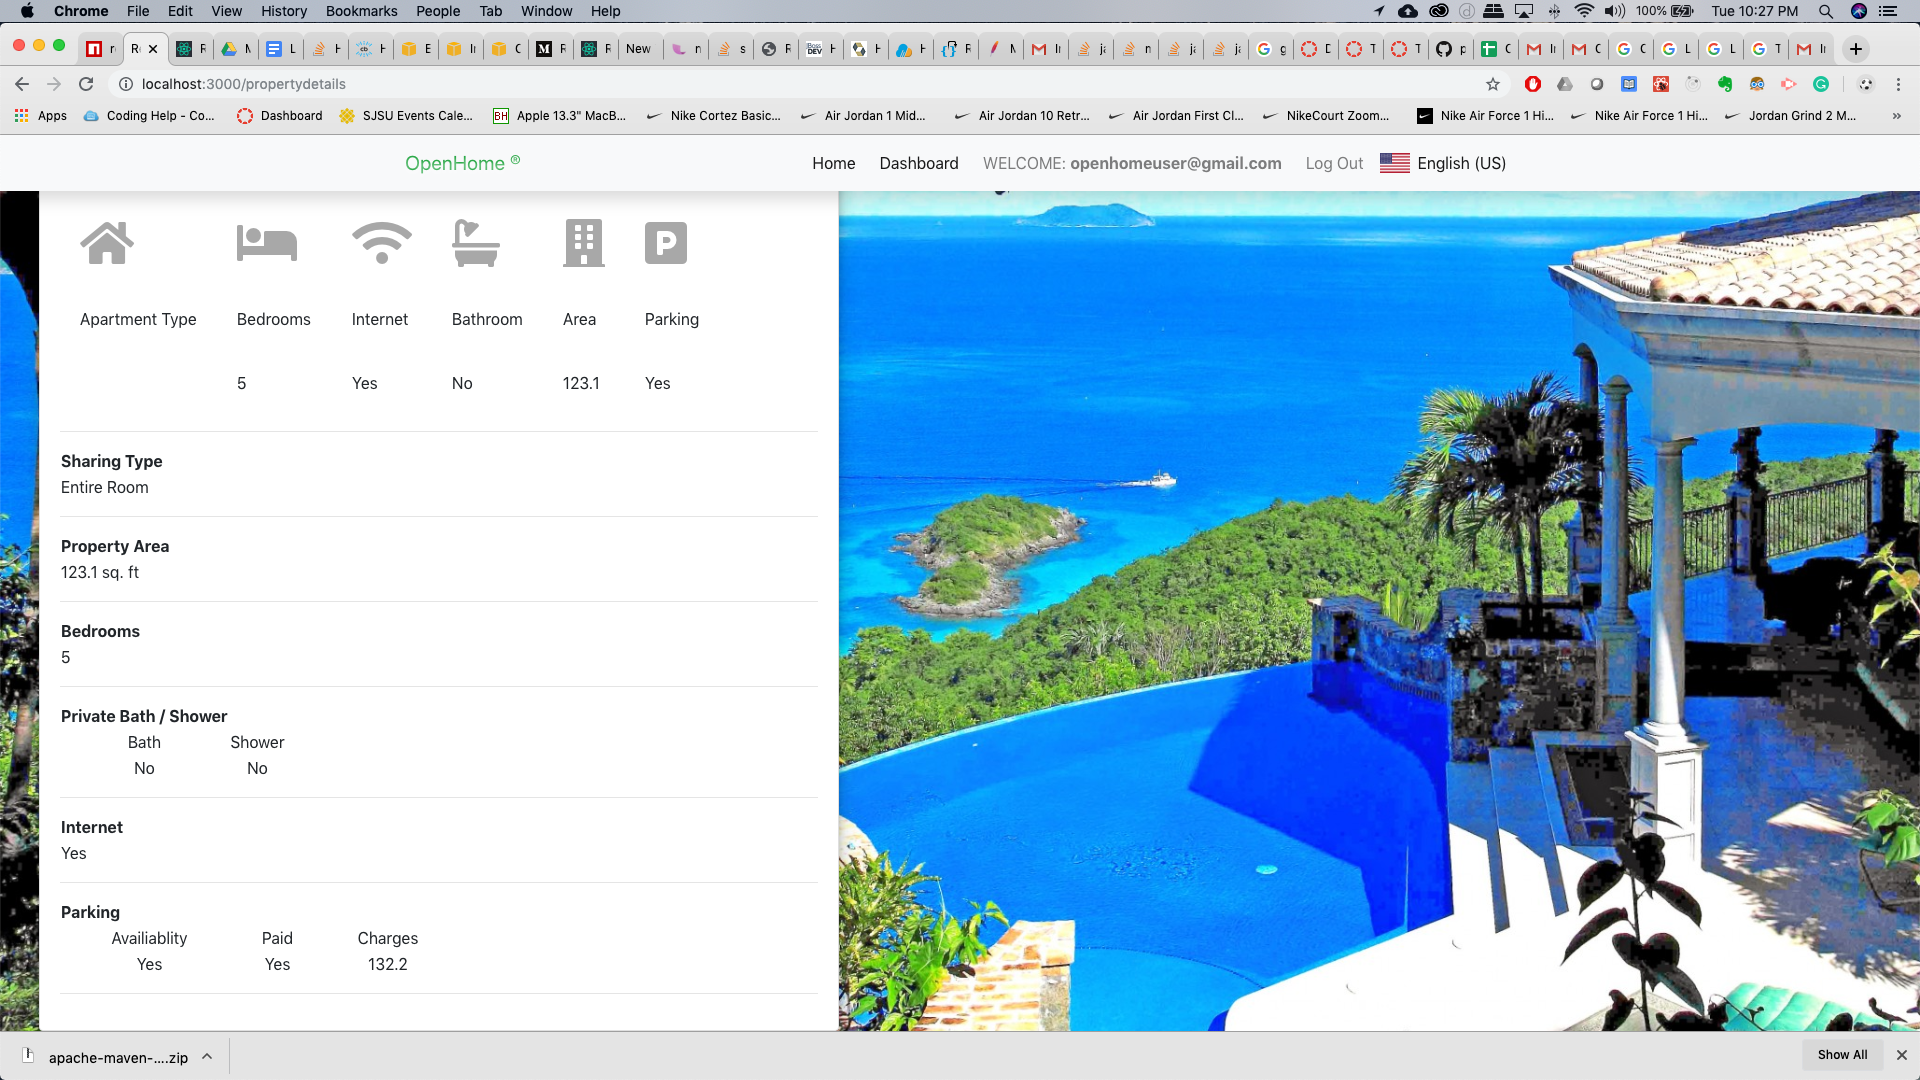 Chrome File Edit View History Bookmarks People Tab Window Help 100% Tue 10:27 PM
New
localhost:3000/propertydetails
Apps Coding Help - Co... Dashboard SJSU Events Cale... Apple 13.3" MacB... Nike Cortez Basic... Air Jordan 1 Mid... Air Jordan 10 Retr... Air Jordan First Cl... NikeCourt Zoom... Nike Air Force 1 Hi... Nike Air Force 1 Hi... Jordan Grind 2 M... »
OpenHome ® Home Dashboard WELCOME: openhomeuser@gmail.com Log Out English (US)
P
Apartment Type Bedrooms Internet Bathroom Area Parking
5 Yes No 123.1 Yes
Sharing Type
Entire Room
Property Area
123.1 sq. ft
Bedrooms
5
Private Bath / Shower
Bath Shower
No No
Internet
Yes
Parking
Availiablity Paid Charges
Yes Yes 132.2
apache-maven-....zip Show All